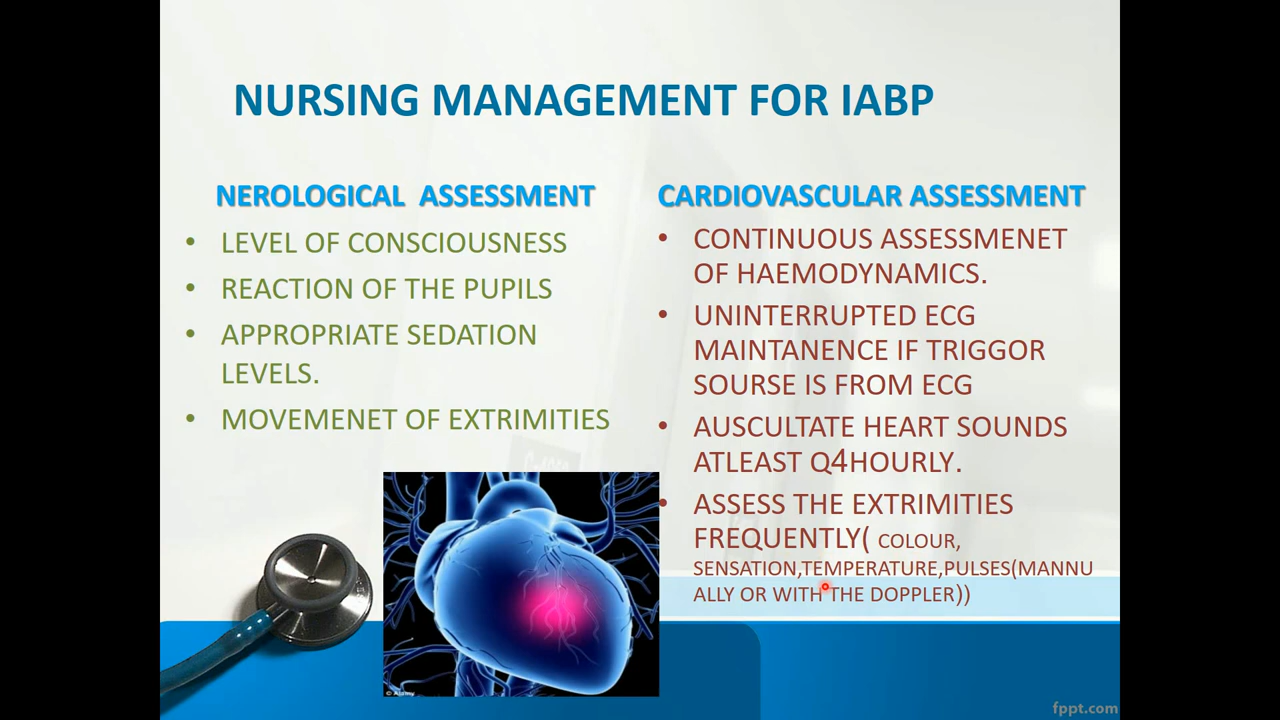 NURSING MANAGEMENT FOR IABP
NEROLOGICAL ASSESSMENT
• LEVEL OF CONSCIOUSNESS
• REACTION OF THE PUPILS
• APPROPRIATE SEDATION
LEVELS.
• MOVEMENET OF EXTRIMITIES
CARDIOVASCULAR ASSESSMENT
• CONTINUOUS ASSESSMENET
OF HAEMODYNAMICS.
• UNINTERRUPTED ECG
MAINTANENCE IF TRIGGOR
SOURSE IS FROM ECG
• AUSCULTATE HEART SOUNDS
ATLEAST Q4HOURLY.
• ASSESS THE EXTRIMITIES
FREQUENTLY( COLOUR,
SENSATION,TEMPERATURE,PULSES(MANNU
ALLY OR WITH THE DOPPLER))
© Alamy
fppt.com